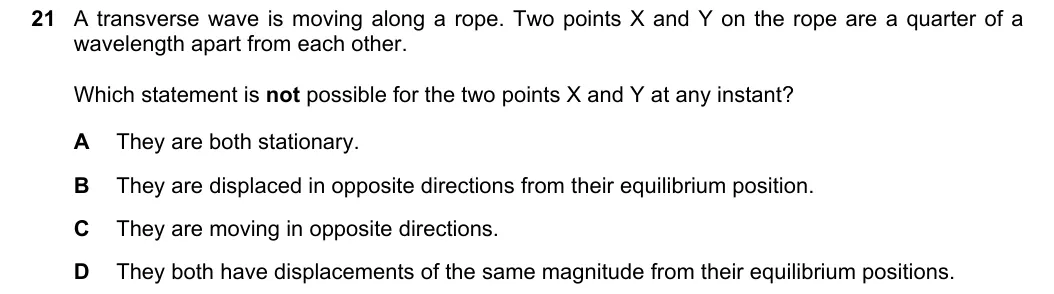 21 A transverse wave is moving along a rope. Two points X and Y on the rope are a quarter of a
wavelength apart from each other.
Which statement is not possible for the two points X and Y at any instant?
A They are both stationary.
B They are displaced in opposite directions from their equilibrium position.
C They are moving in opposite directions.
D They both have displacements of the same magnitude from their equilibrium positions.